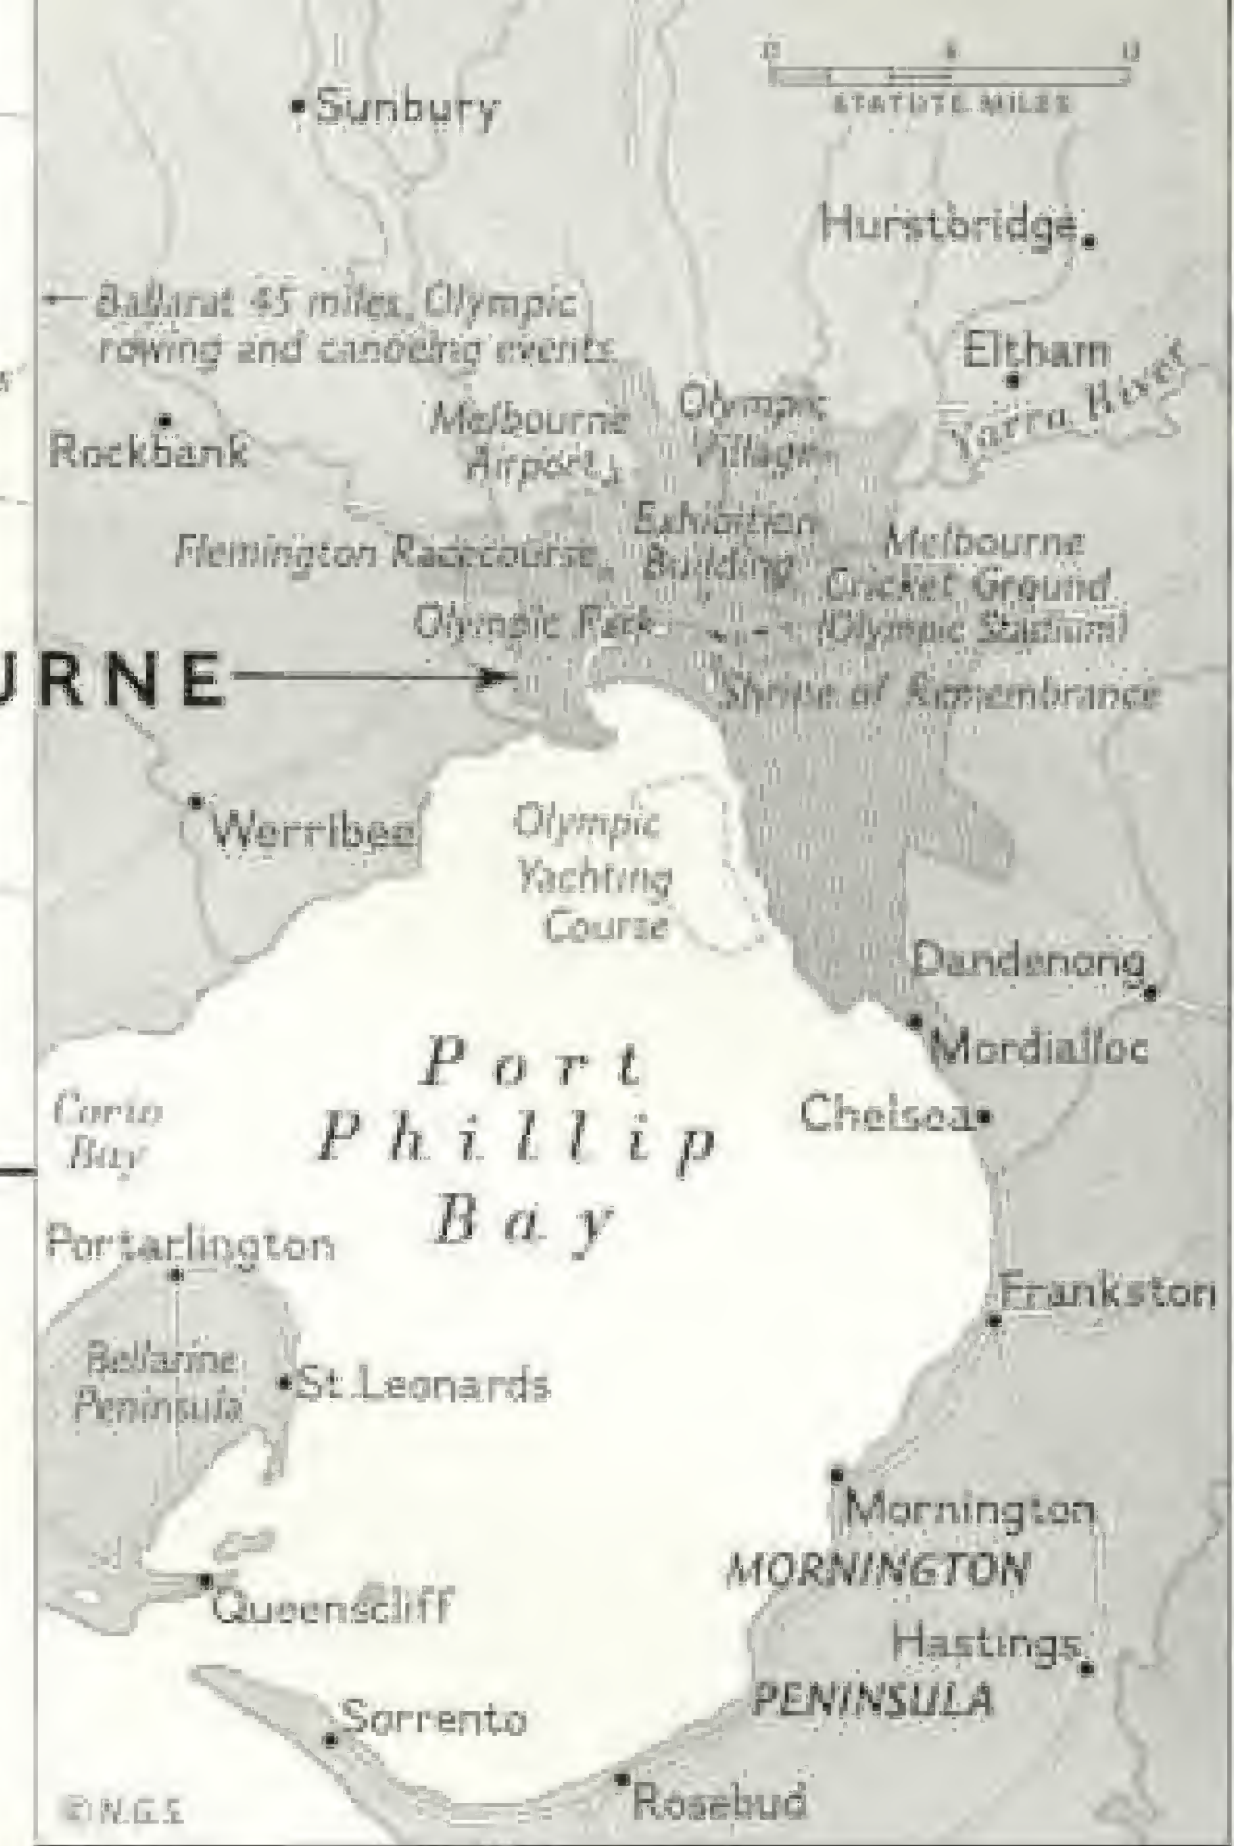 STATUTE MILES
Sunbury
Hurstbridge
Ballarat 45 miles, Olympic
rowing and canoeing events
Eltham
Yarra River
Rockbank
Melbourne
Airport
Olympic
Village
Flemington Racecourse
Exhibition
Building
Melbourne
Cricket Ground
(Olympic Stadium)
Olympic Park
URNE
Shrine of Remembrance
Werribee
Olympic
Yachting
Course
Dandenong
Mordialloc
Port
Phillip
Bay
Corio
Bay
Chelsea
Portarlington
Frankston
Bellarine
Peninsula
St. Leonards
Mornington
MORNINGTON
PENINSULA
Queenscliff
Hastings
Sorrento
Rosebud
© N.G.S.